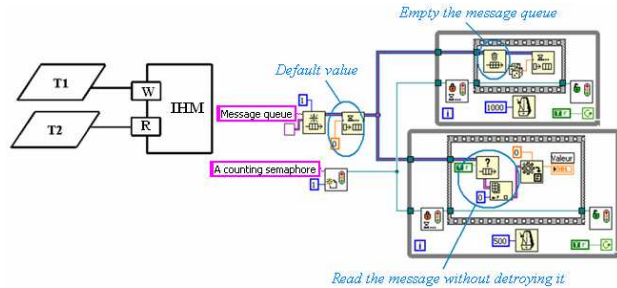 Empty the message queue
T1
W
IHM
T2
R
Default value
Message queue
1
0
1000
i
T F
A counting semaphore
1
?
T F
0
0
Valeur
DBL
500
i
T F
Read the message without detroying it